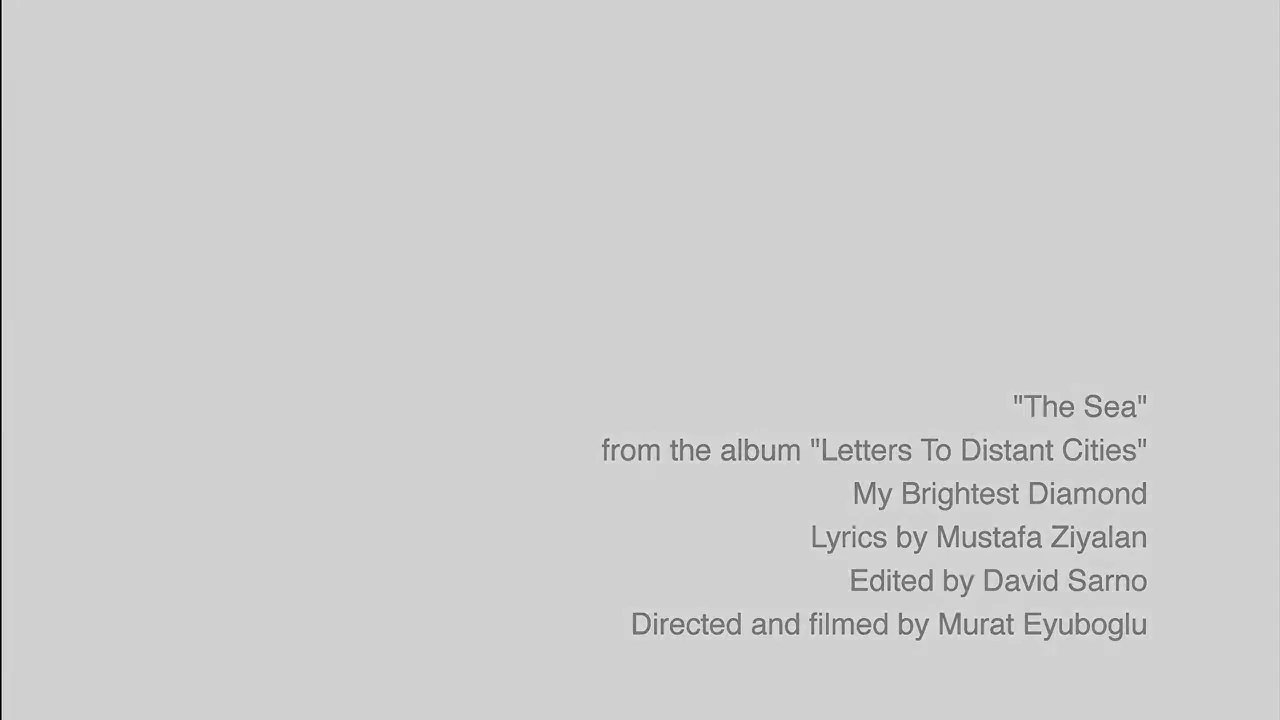 "The Sea"
from the album "Letters To Distant Cities"
My Brightest Diamond
Lyrics by Mustafa Ziyalan
Edited by David Sarno
Directed and filmed by Murat Eyuboglu